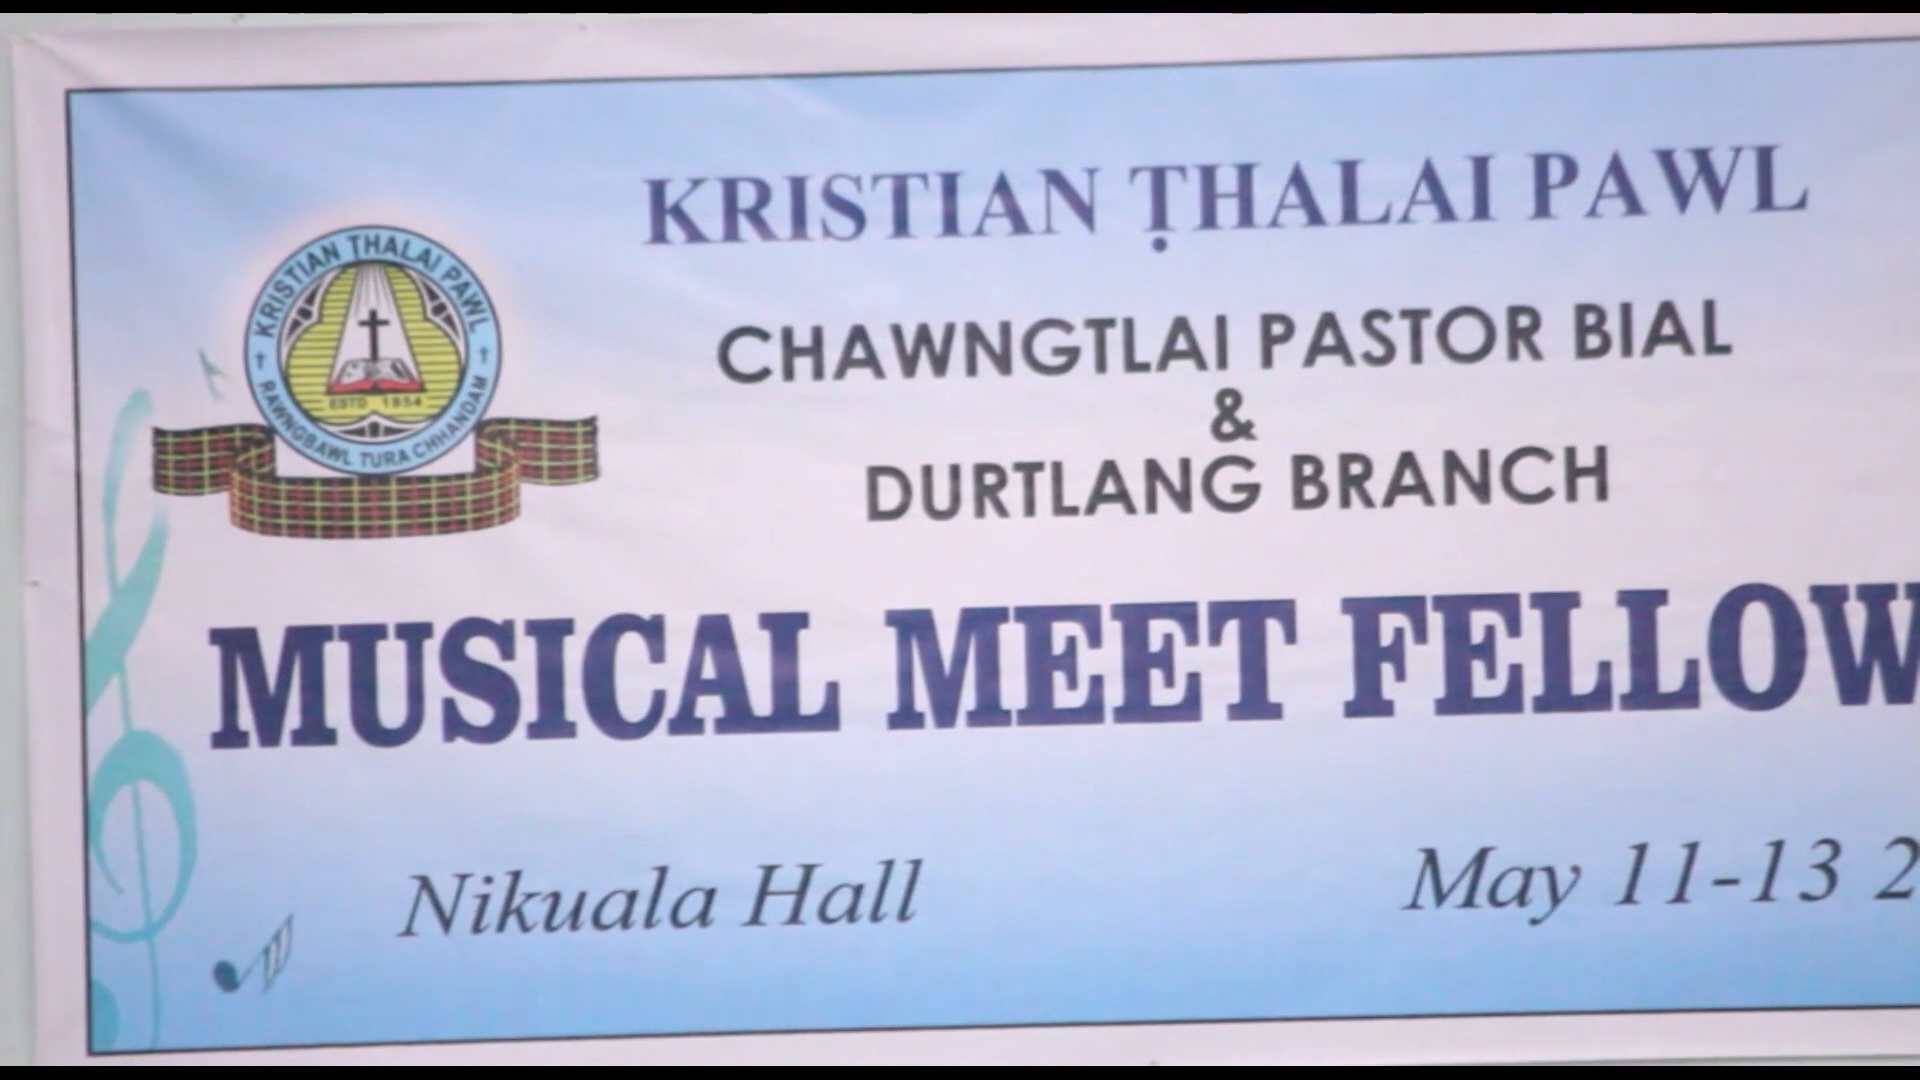 KRISTIAN ṬHALAI PAWL
KRISTIAN THALAI PAWL
ESTD 1954
RAWNGBAWL TURA CHHANDAM
CHAWNGTLAI PASTOR BIAL
&
DURTLANG BRANCH
MUSICAL MEET FELLOW
Nikuala Hall
May 11-13 2